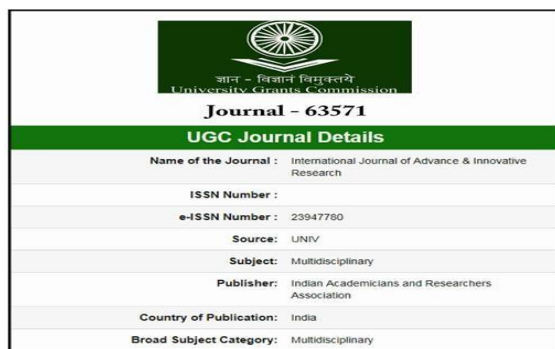 ज्ञान - विज्ञानं विमुक्तये
University Grants Commission
Journal - 63571
UGC Journal Details
Name of the Journal : International Journal of Advance & Innovative
Research
ISSN Number :
e-ISSN Number : 23947780
Source: UNIV
Subject: Multidisciplinary
Publisher: Indian Academicians and Researchers
Association
Country of Publication: India
Broad Subject Category: Multidisciplinary